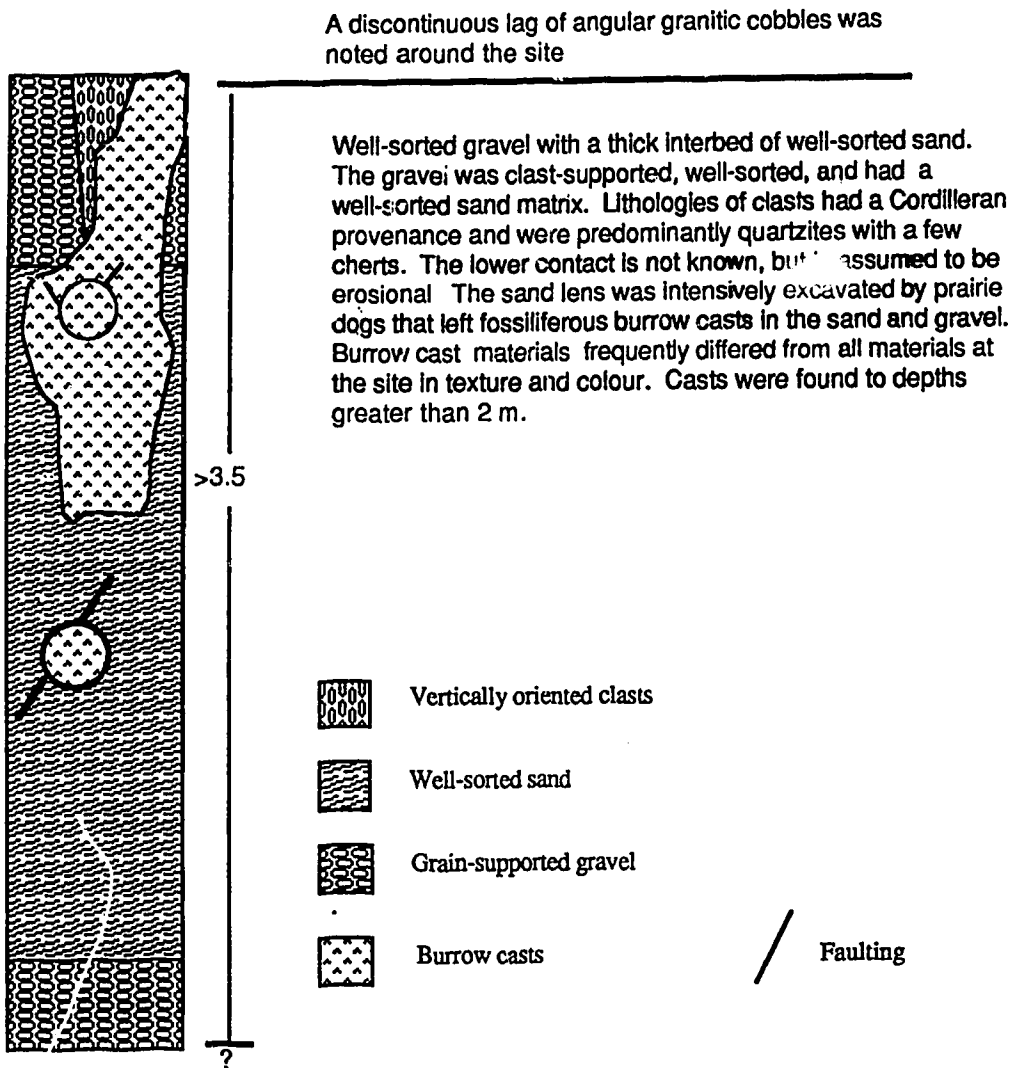 A discontinuous lag of angular granitic cobbles was
noted around the site
Well-sorted gravel with a thick interbed of well-sorted sand.
The gravel was clast-supported, well-sorted, and had a
well-sorted sand matrix. Lithologies of clasts had a Cordilleran
provenance and were predominantly quartzites with a few
cherts. The lower contact is not known, but assumed to be
erosional The sand lens was intensively excavated by prairie
dogs that left fossiliferous burrow casts in the sand and gravel.
Burrow cast materials frequently differed from all materials at
the site in texture and colour. Casts were found to depths
greater than 2 m.
>3.5
Vertically oriented clasts
Well-sorted sand
Grain-supported gravel
Burrow casts
Faulting
?